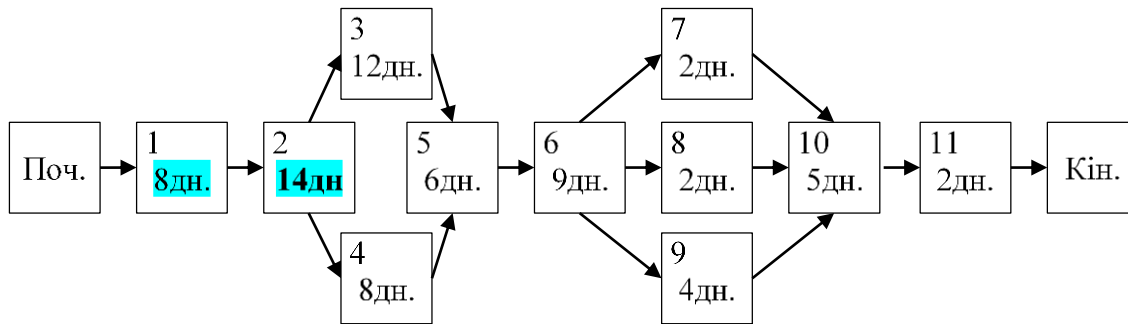 Поч.
1
8дн.
2
14дн
3
12дн.
4
8дн.
5
6дн.
6
9дн.
7
2дн.
8
2дн.
9
4дн.
10
5дн.
11
2дн.
Кін.